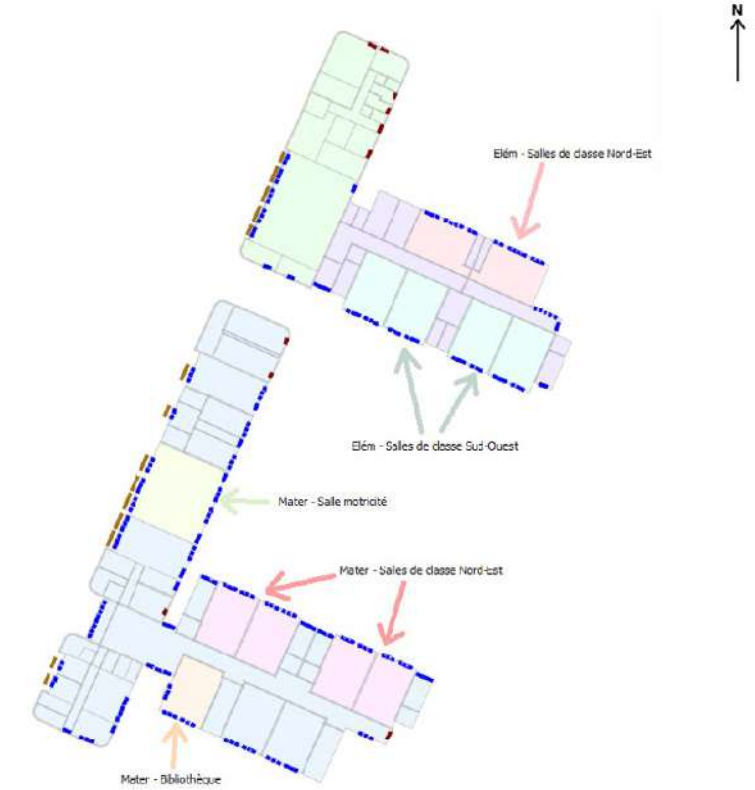 N
Elém - Salles de classe Nord-Est
Elém - Salles de classe Sud-Ouest
Mater - Salle motricité
Mater - Salles de classe Nord-Est
Mater - Bibliothèque